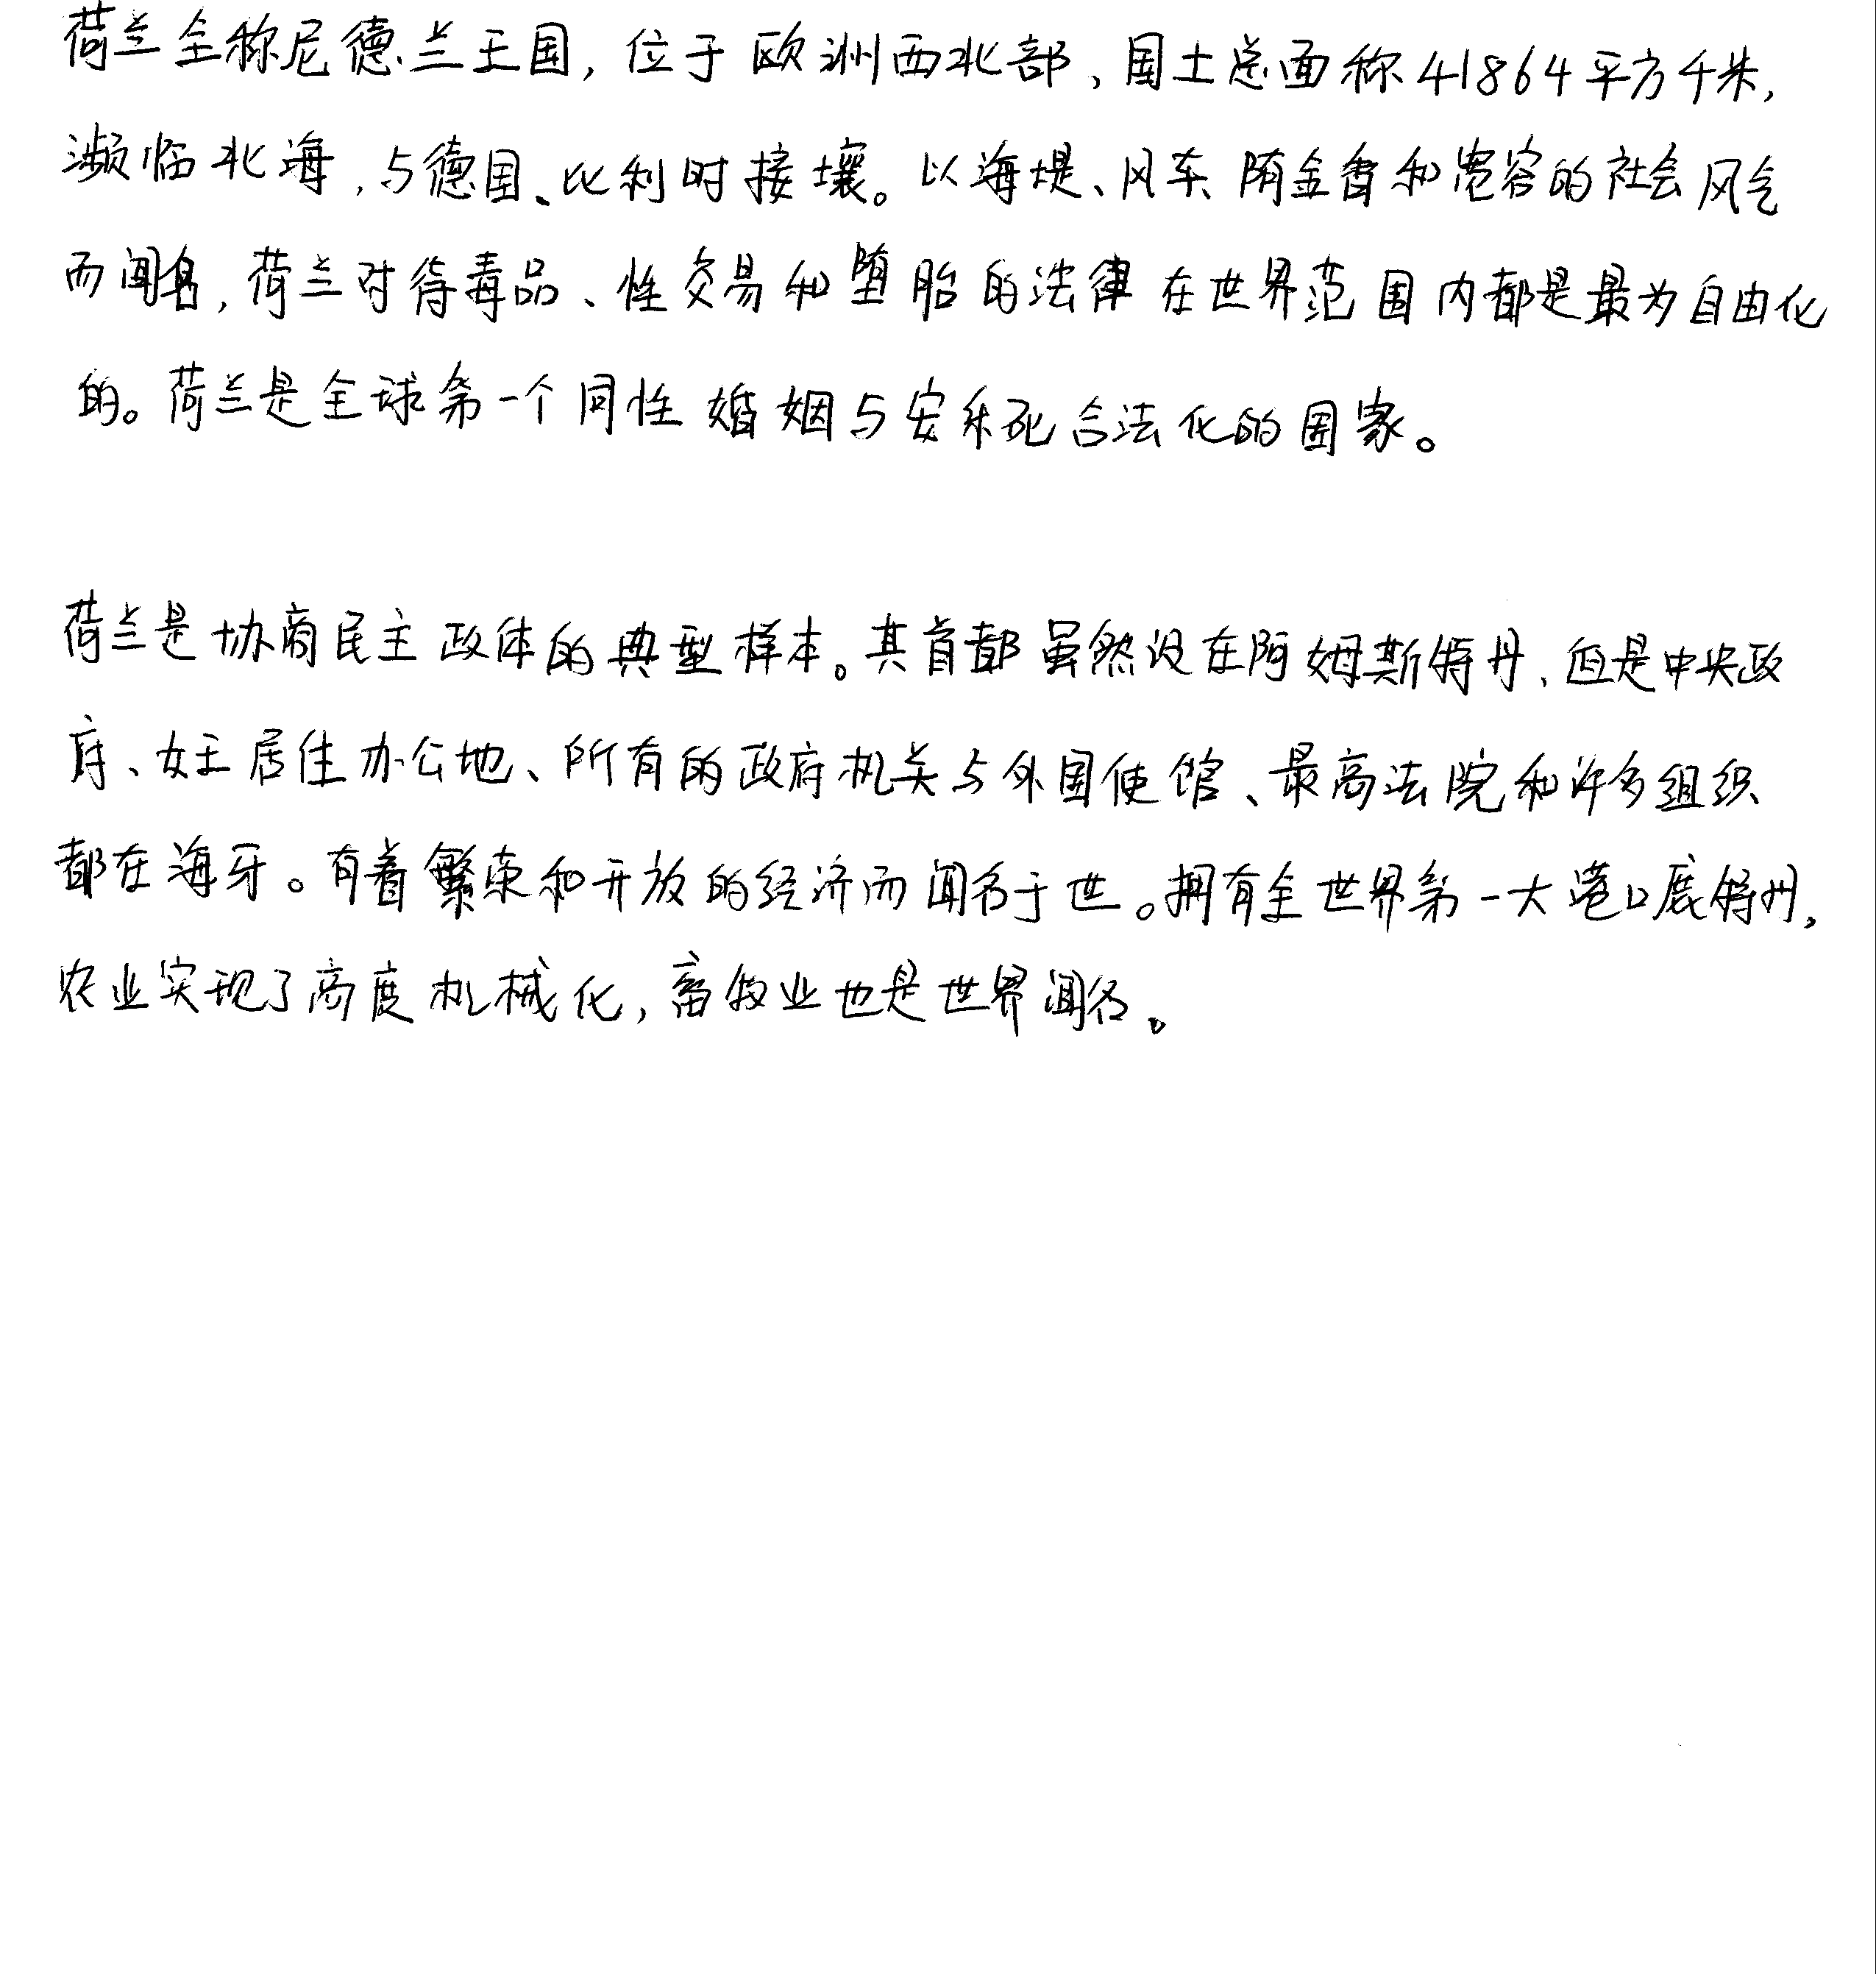 荷兰全称尼德兰王国,位于欧洲西北部、国土总面称41864平方千米,
濒临北海,与德国、比利时接壤。以海堤、风车、郁金香和宽容的社会风气
而闻名,荷兰对待毒品、性交易和堕胎的法律在世界范围内都是最为自由化
的。荷兰是全球第一个同性婚姻与安乐死合法化的国家。
荷兰是协商民主政体的典型样本。其首都虽然设在阿姆斯特丹、但是中央政
府、女王居住办公地、所有的政府机关与外国使馆、最高法院和许多组织
都在海牙。有着繁荣和开放的经济而闻名于世。拥有全世界第一大港口鹿特丹,
农业实现了高度机械化,畜牧业也是世界闻名。